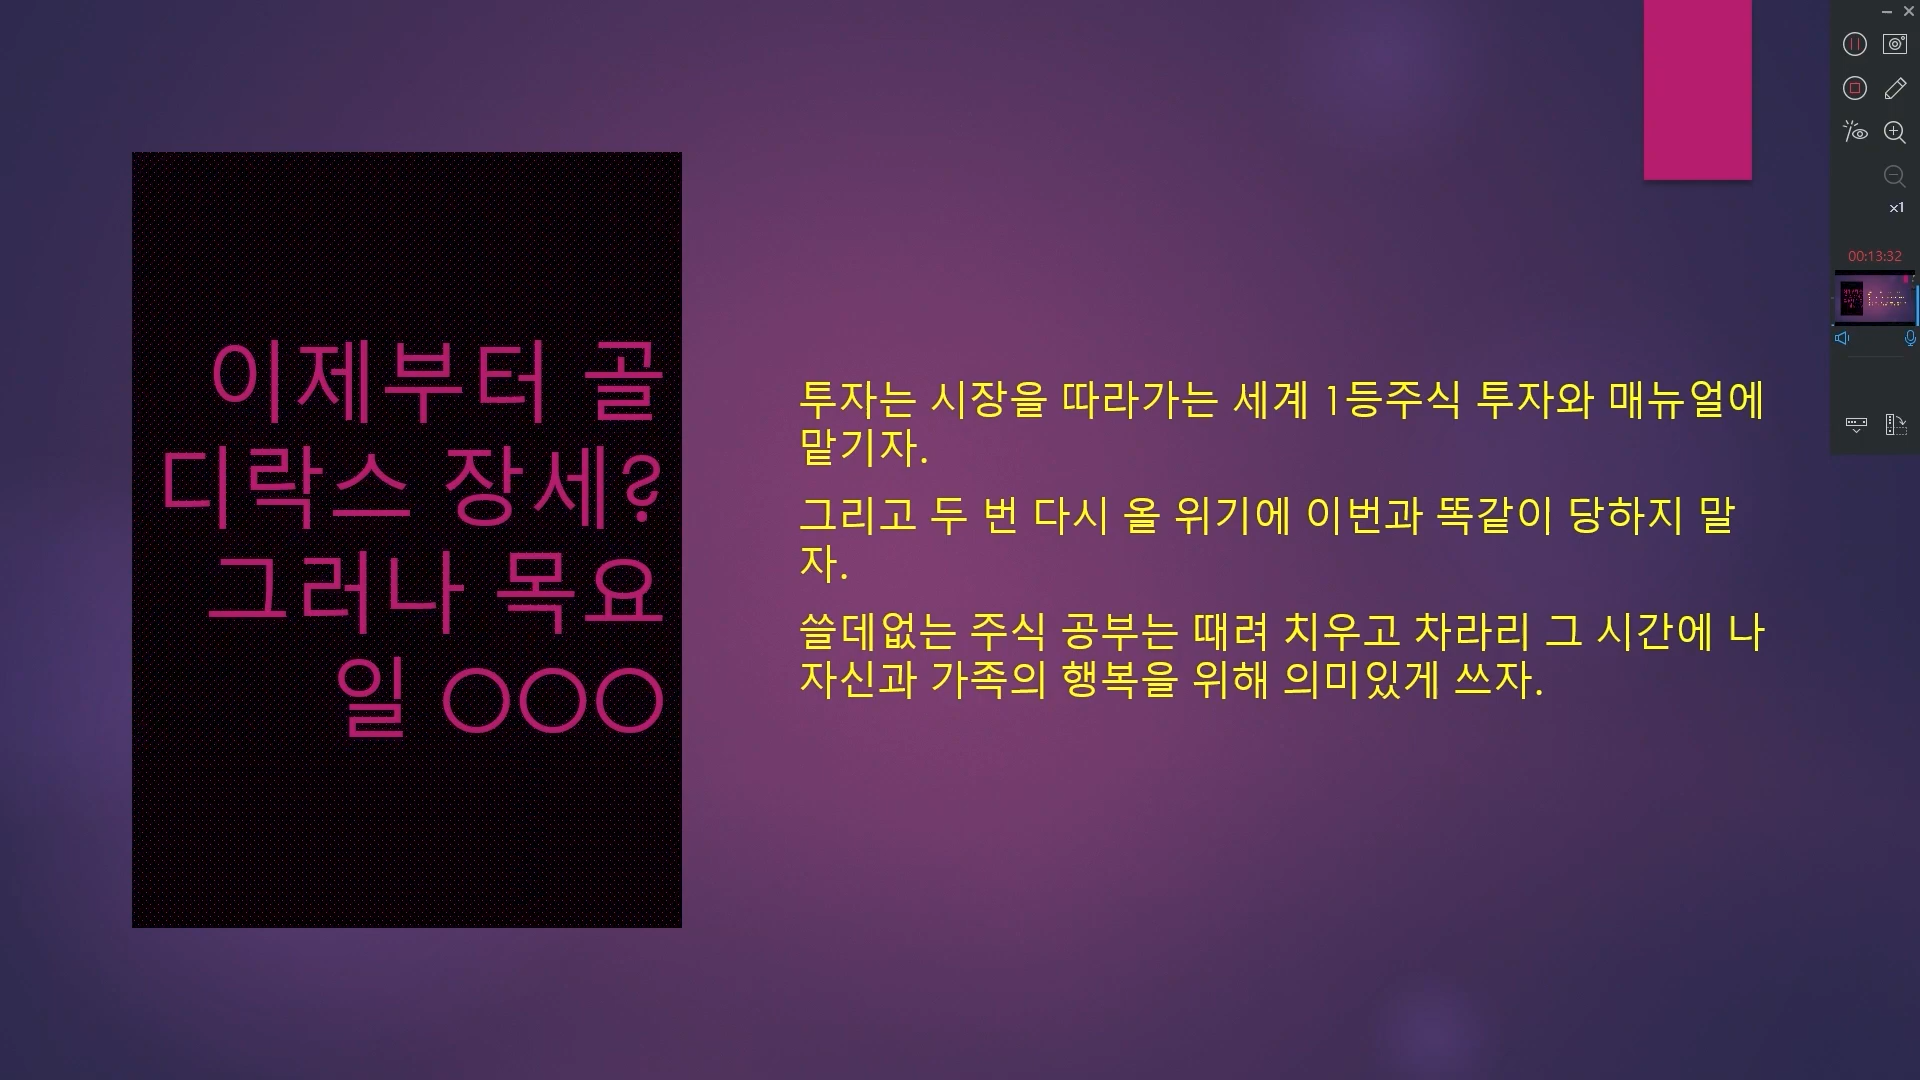 이제부터 골
디락스 장세?
그러나 목요
일 ○○○
투자는 시장을 따라가는 세계 1등주식 투자와 매뉴얼에
맡기자.
그리고 두 번 다시 올 위기에 이번과 똑같이 당하지 말
자.
쓸데없는 주식 공부는 때려 치우고 차라리 그 시간에 나
자신과 가족의 행복을 위해 의미있게 쓰자.
x1
00:13:32